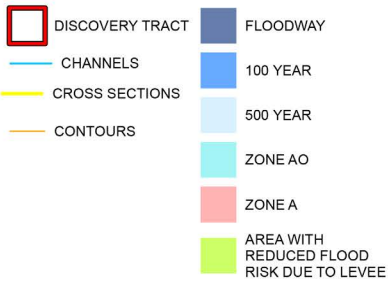 DISCOVERY TRACT
CHANNELS
CROSS SECTIONS
CONTOURS
FLOODWAY
100 YEAR
500 YEAR
ZONE AO
ZONE A
AREA WITH
REDUCED FLOOD
RISK DUE TO LEVEE